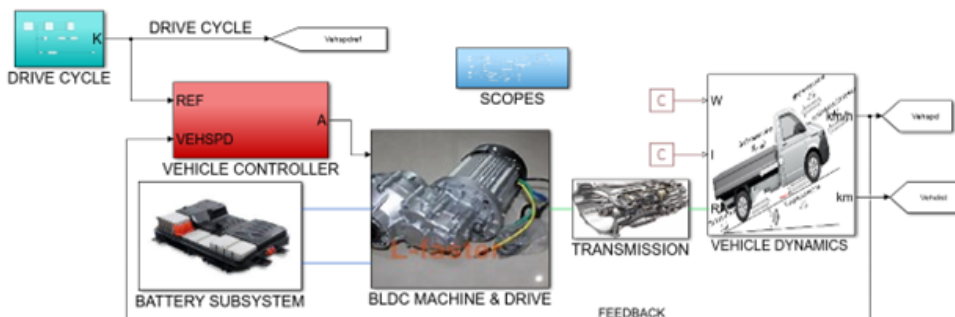 DRIVE CYCLE
Vehspdref
K
DRIVE CYCLE
SCOPES
REF
VEHSPD
A
VEHICLE CONTROLLER
C
W
km/h
Vehspd
C
I
km
Vehdist
R
L-faster
TRANSMISSION
VEHICLE DYNAMICS
BATTERY SUBSYSTEM
BLDC MACHINE & DRIVE
FEEDBACK